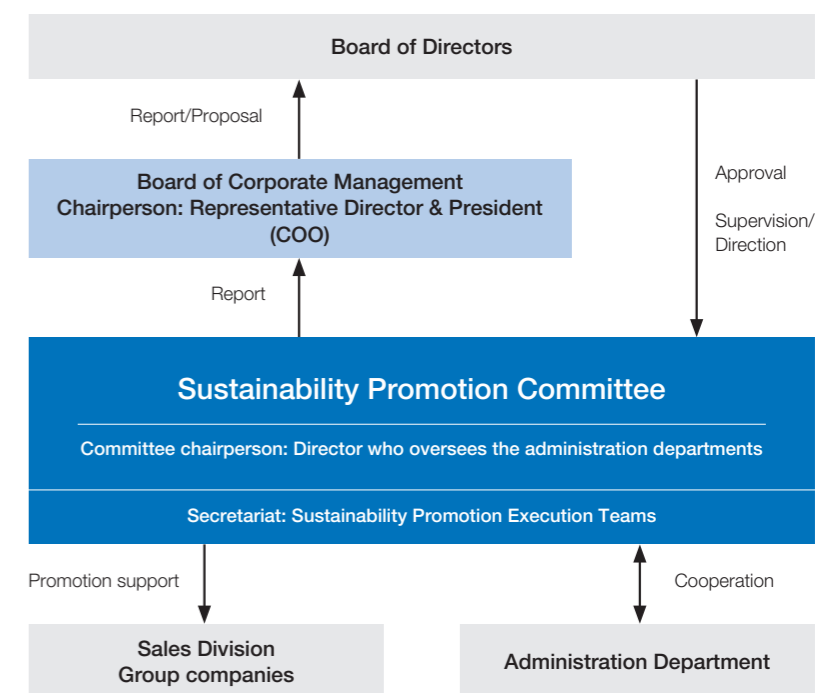 Board of Directors
Report/Proposal
Board of Corporate Management
Chairperson: Representative Director & President
(COO)
Approval
Supervision/
Direction
Report
Sustainability Promotion Committee
Committee chairperson: Director who oversees the administration departments
Secretariat: Sustainability Promotion Execution Teams
Promotion support
Cooperation
Sales Division
Group companies
Administration Department